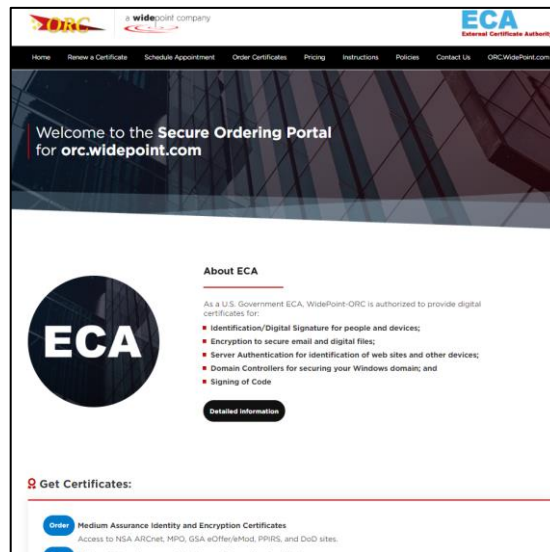 ORC
a widepoint company
ECA
External Certificate Authority
Home Renew a Certificate Schedule Appointment Order Certificates Pricing Instructions Policies Contact Us ORC.WidePoint.com
Welcome to the Secure Ordering Portal
for orc.widepoint.com
About ECA
As a U.S. Government ECA, WidePoint-ORC is authorized to provide digital
certificates for:
Identification/Digital Signature for people and devices;
Encryption to secure email and digital files;
Server Authentication for identification of web sites and other devices;
Domain Controllers for securing your Windows domain; and
Signing of Code
ECA
Detailed information
Get Certificates:
Order Medium Assurance Identity and Encryption Certificates
Access to NSA ARCnet, MPO, GSA eOffer/eMod, PPIRS, and DoD sites.